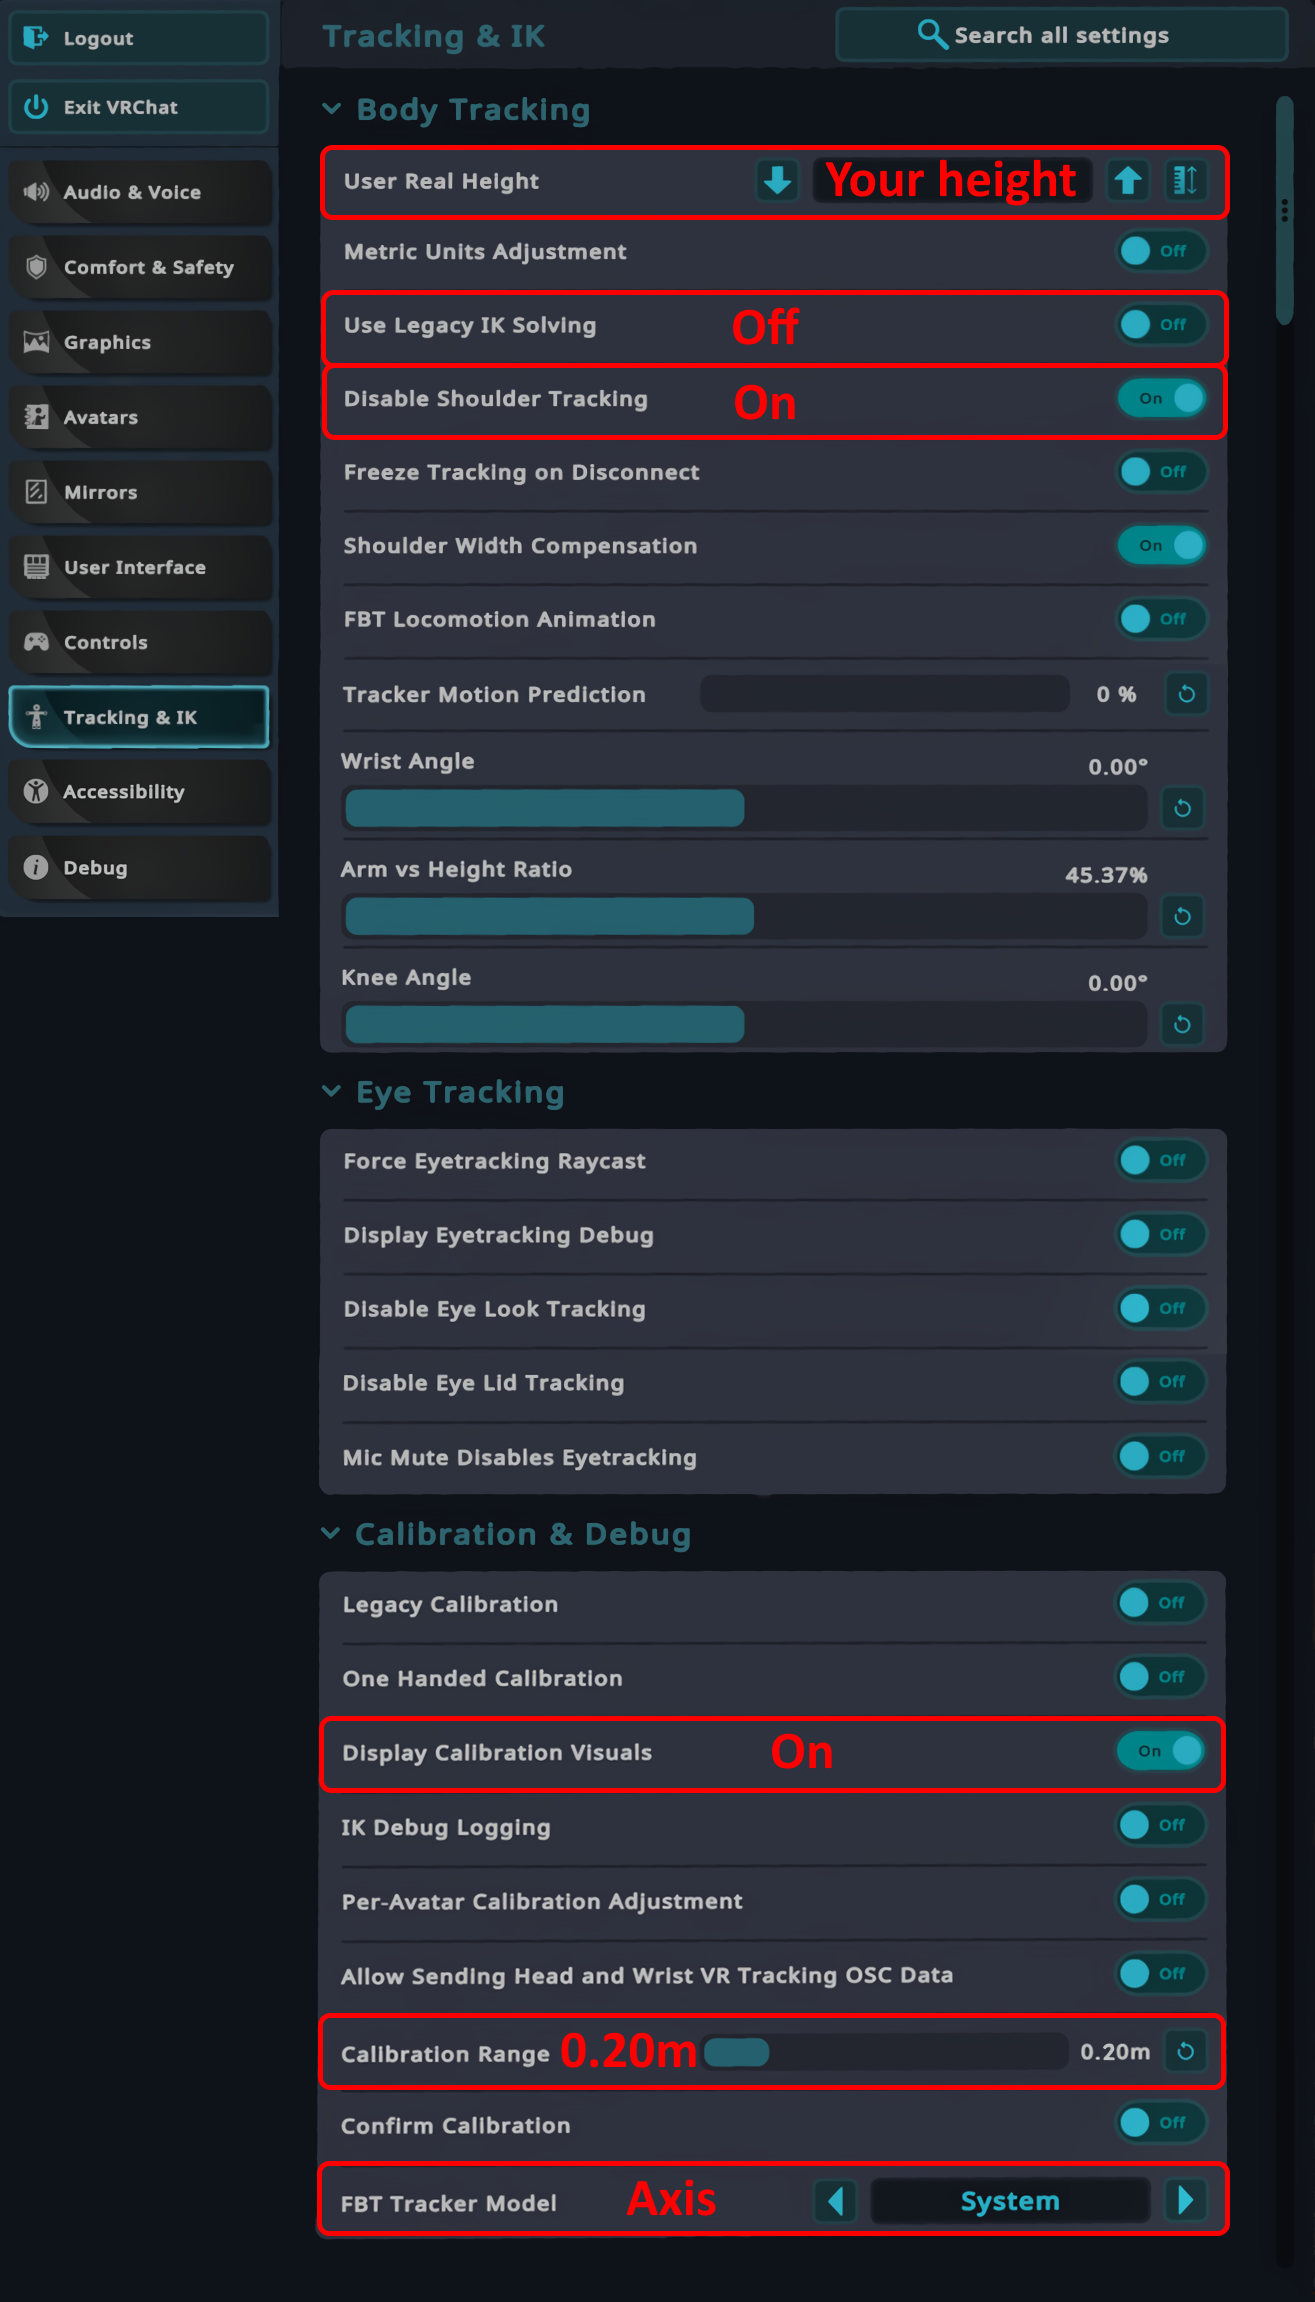 Logout
Exit VRChat
Audio & Voice
Comfort & Safety
Graphics
Avatars
Mirrors
User Interface
Controls
Tracking & IK
Accessibility
Debug
Tracking & IK
Search all settings
Body Tracking
User Real Height Your height
Metric Units Adjustment Off
Use Legacy IK Solving Off Off
Disable Shoulder Tracking On On
Freeze Tracking on Disconnect Off
Shoulder Width Compensation On
FBT Locomotion Animation Off
Tracker Motion Prediction 0 %
Wrist Angle 0.00°
Arm vs Height Ratio 45.37%
Knee Angle 0.00°
Eye Tracking
Force Eyetracking Raycast Off
Display Eyetracking Debug Off
Disable Eye Look Tracking Off
Disable Eye Lid Tracking Off
Mic Mute Disables Eyetracking Off
Calibration & Debug
Legacy Calibration Off
One Handed Calibration Off
Display Calibration Visuals On On
IK Debug Logging Off
Per-Avatar Calibration Adjustment Off
Allow Sending Head and Wrist VR Tracking OSC Data Off
Calibration Range 0.20m 0.20m
Confirm Calibration Off
FBT Tracker Model Axis System